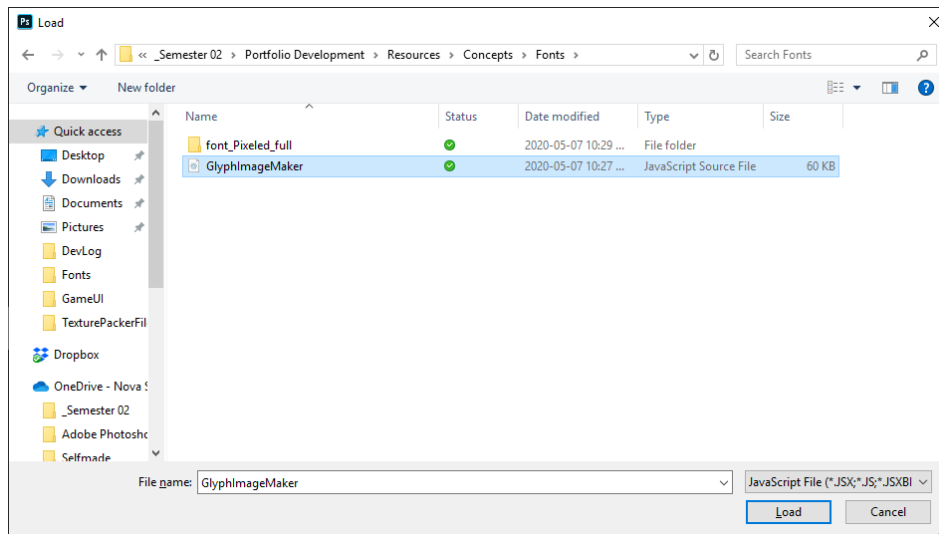 Ps Load
« _Semester 02 > Portfolio Development > Resources > Concepts > Fonts >
Search Fonts
Organize New folder
?
Name Status Date modified Type Size
Quick access
Desktop
Downloads
Documents
Pictures
DevLog
Fonts
GameUI
TexturePackerFil
Dropbox
OneDrive - Nova S
_Semester 02
Adobe Photosho
Selfmade
font_Pixeled_full 2020-05-07 10:29 ... File folder
GlyphImageMaker 2020-05-07 10:27 ... JavaScript Source File 60 KB
File name: GlyphImageMaker
JavaScript File (*.JSX;*.JS;*.JSXBI
Load Cancel